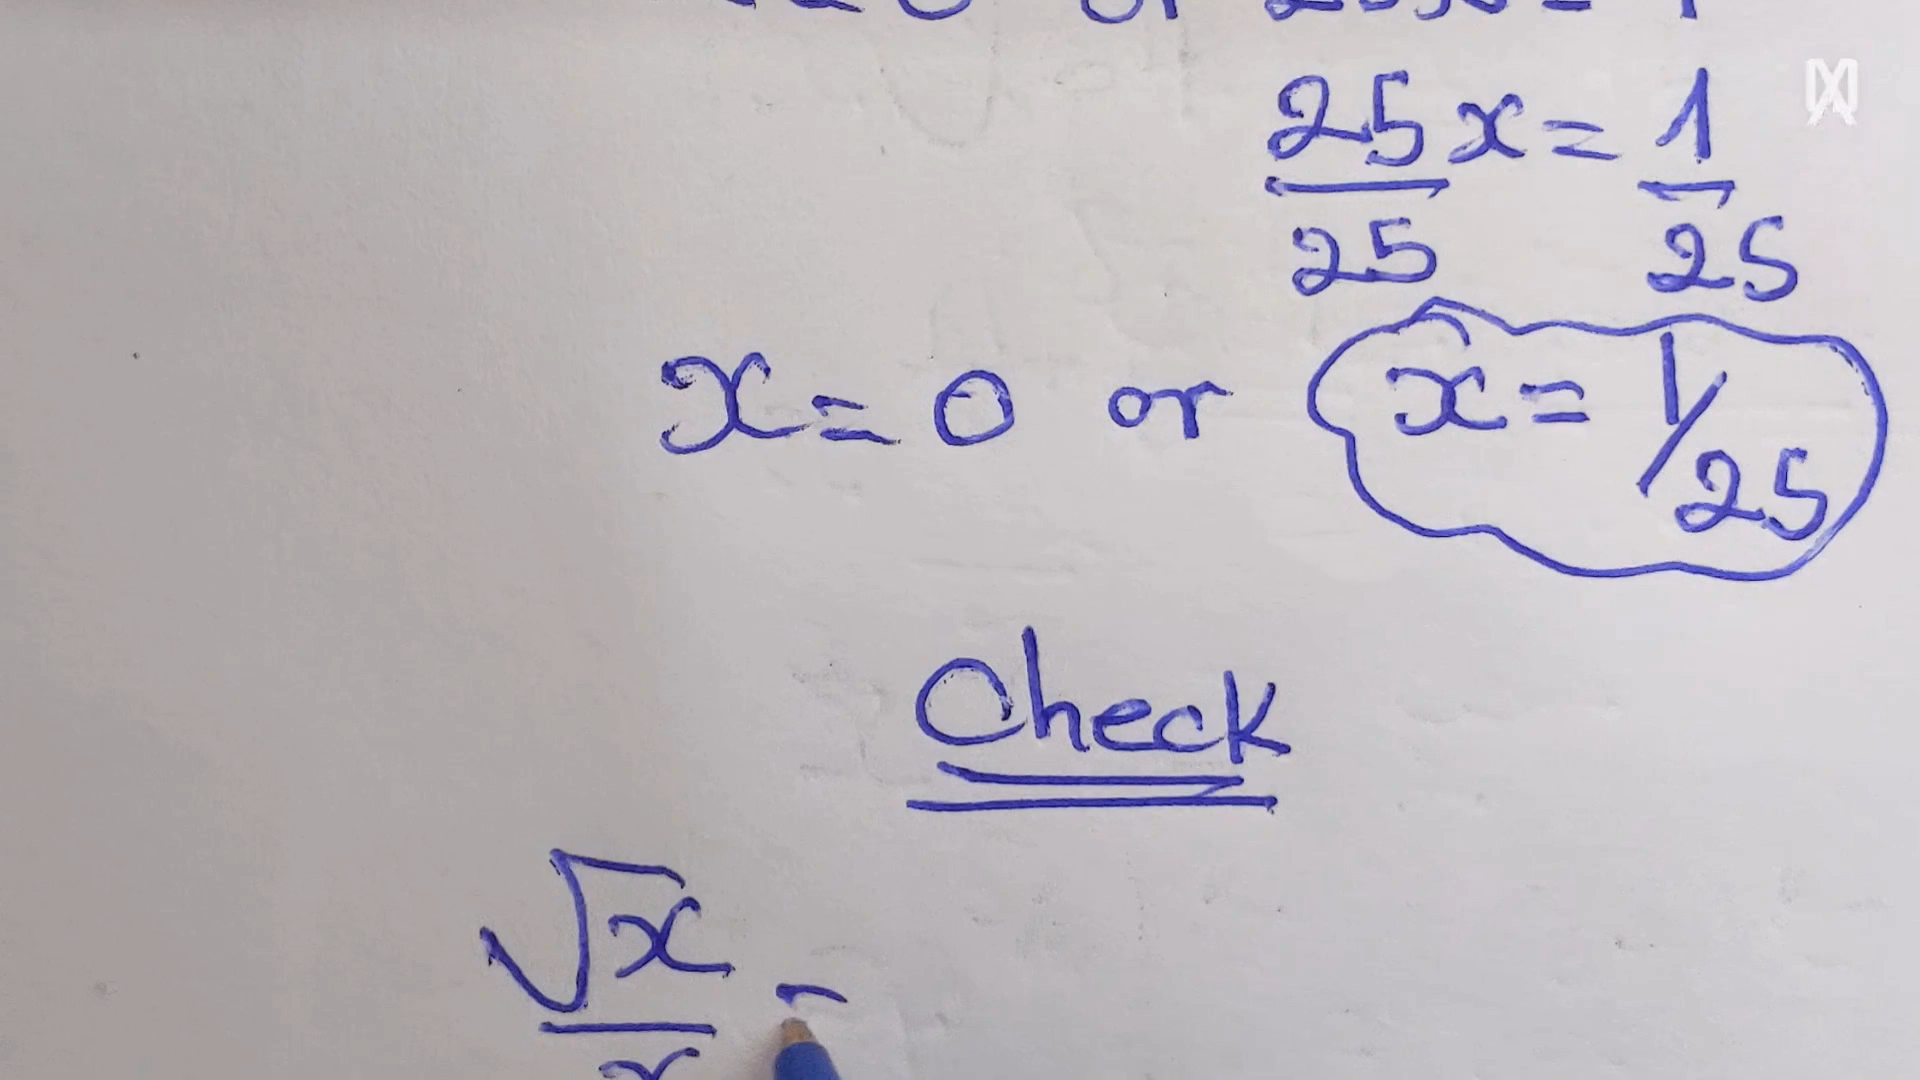 25x = 1
25 25
x = 0 or x = 1/25
Check
√x =
x